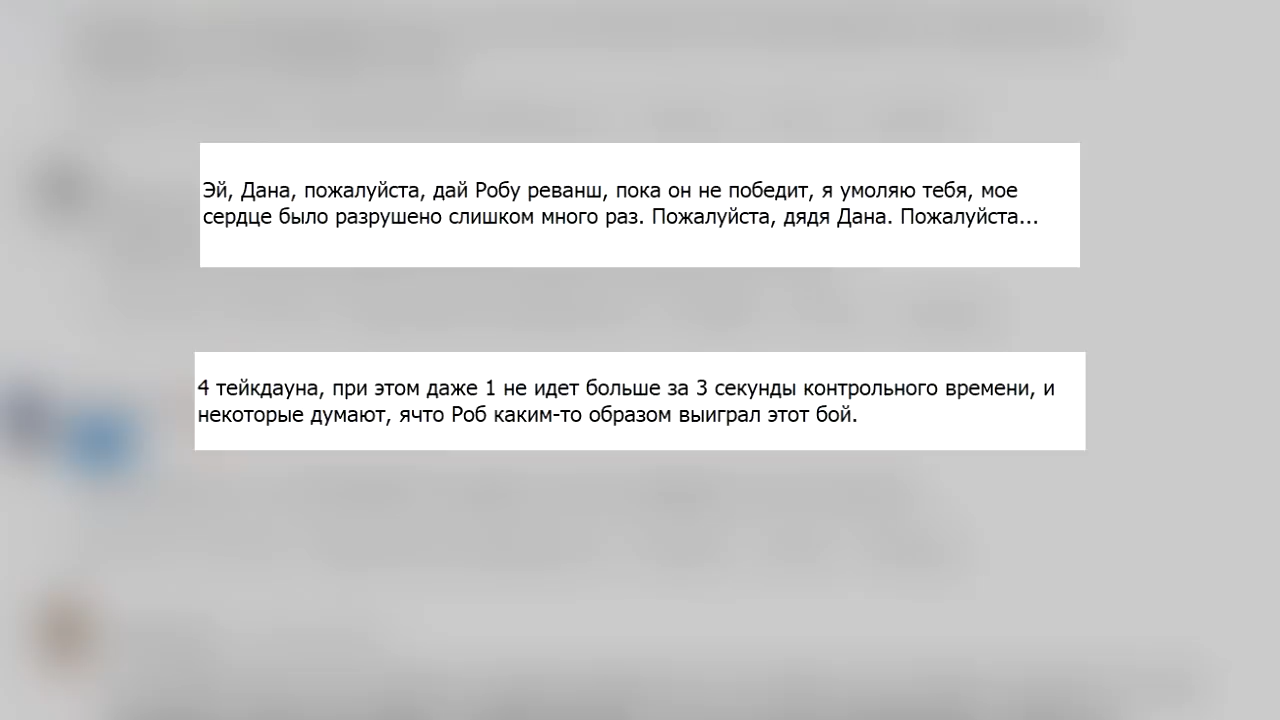 Эй, Дана, пожалуйста, дай Робу реванш, пока он не победит, я умоляю тебя, мое
сердце было разрушено слишком много раз. Пожалуйста, дядя Дана. Пожалуйста...
4 тейкдауна, при этом даже 1 не идет больше за 3 секунды контрольного времени, и
некоторые думают, ячто Роб каким-то образом выиграл этот бой.